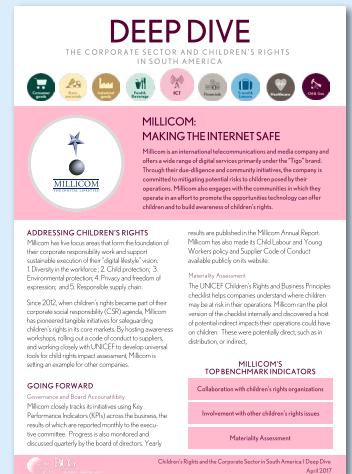 DEEP DIVE
THE CORPORATE SECTOR AND CHILDREN'S RIGHTS
IN SOUTH AMERICA
Consumer
goods
Industrial
goods
Food &
Beverage
ICT
Financials
Travel &
Leisure
Healthcare
Oil & Gas
MILLICOM:
MAKING THE INTERNET SAFE
Millicom is an international telecommunications and media company and
offers a wide range of digital services primarily under the "Tigo" brand.
Through their due-diligence and community initiatives, the company is
committed to mitigating potential risks to children posed by their
operations. Millicom also engages with the communities in which they
operate in an effort to promote the opportunities technology can offer
children and to build awareness of children's rights.
MILLICOM
THE DIGITAL LIFESTYLE
ADDRESSING CHILDREN'S RIGHTS
Millicom has five focus areas that form the foundation of
their corporate responsibility work and support
sustainable execution of their "digital lifestyle" vision:
1. Diversity in the workforce ; 2. Child protection; 3.
Environmental protection; 4. Privacy and freedom of
expression; and 5. Responsible supply chain.
Since 2012, when children's rights became part of their
corporate social responsibility (CSR) agenda, Millicom
has pioneered tangible initiatives for safeguarding
children's rights in its core markets. By hosting awareness
workshops, rolling out a code of conduct to suppliers,
and working closely with UNICEF to develop universal
tools for child rights impact assessment, Millicom is
setting an example for other companies.
GOING FORWARD
Governance and Board Accountability
Millicom closely tracks its initiatives using Key
Performance Indicators (KPIs) across the business, the
results of which are reported monthly to the execu-
tive committee. Progress is also monitored and
discussed quarterly by the board of directors. Yearly
results are published in the Millicom Annual Report.
Millicom has also made its Child Labour and Young
Workers policy and Supplier Code of Conduct
available publicly on its website.
Materiality Assessment
The UNICEF Children's Rights and Business Principles
checklist helps companies understand where children
may be at risk in their operations. Millicom ran the pilot
version of the checklist internally and discovered a host
of potential indirect impacts their operations could have
on children. These were potentially direct, such as in
distribution, or indirect,
MILLICOM'S
TOP BENCHMARK INDICATORS
Collaboration with children's rights organizations
Involvement with other children's rights issues
Materiality Assessment
Children's Rights and the Corporate Sector in South America I Deep Dive
April 2017